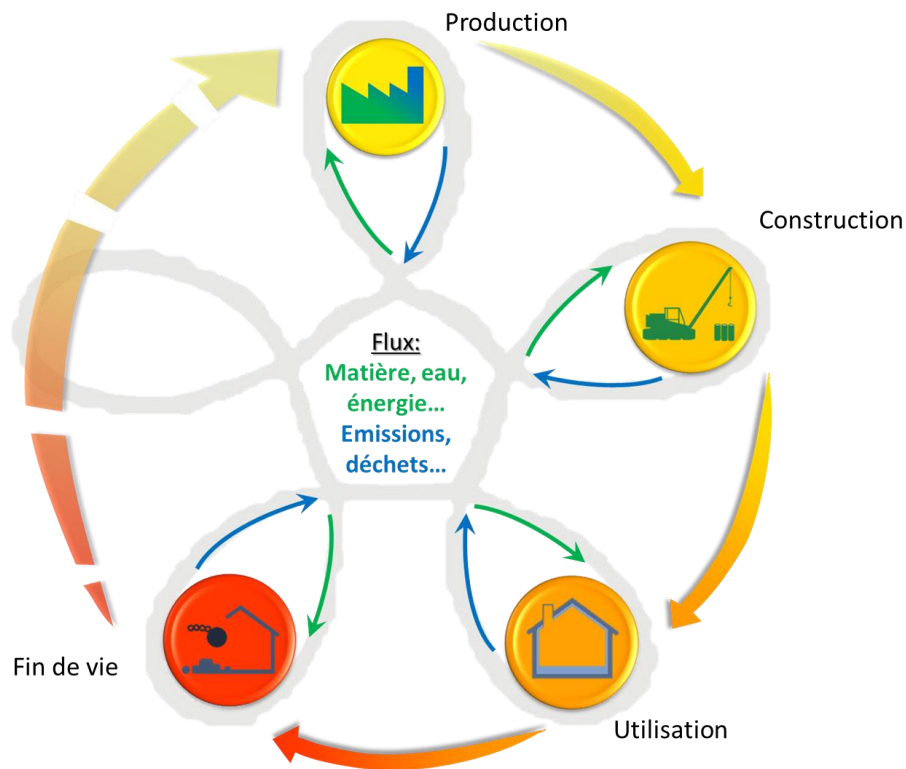 Production
Construction
Flux:
Matière, eau,
énergie...
Emissions,
déchets...
Fin de vie
Utilisation